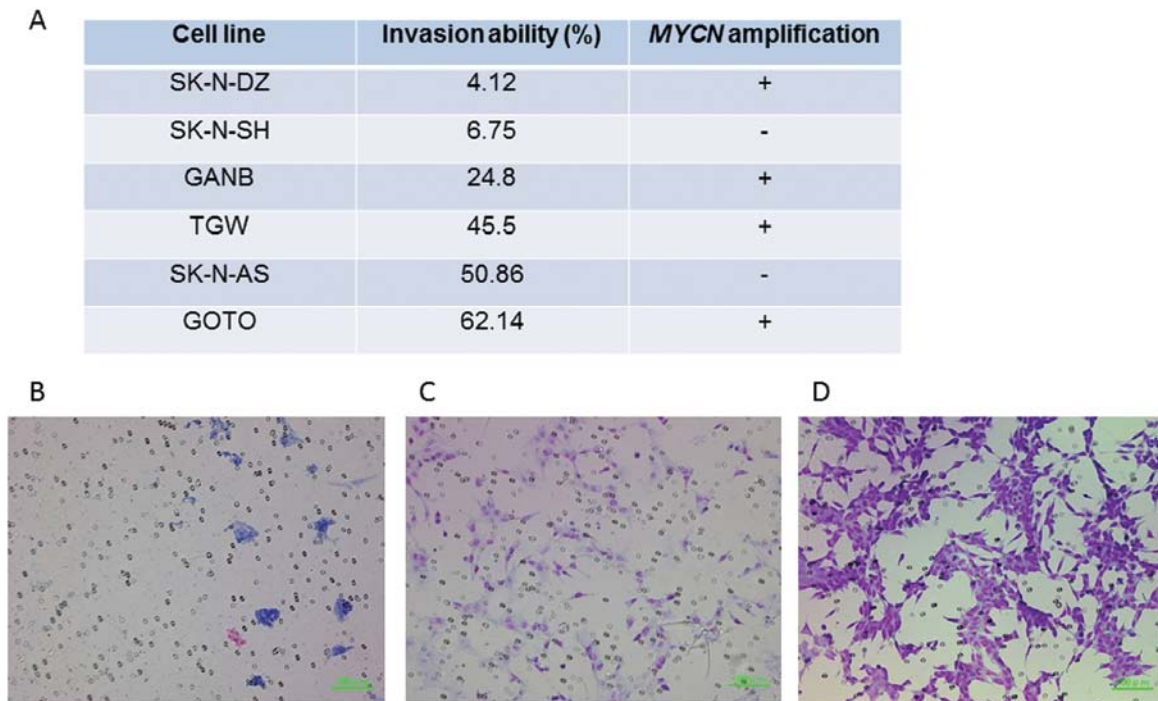 A
Cell line Invasion ability (%) MYCN amplification
SK-N-DZ 4.12 +
SK-N-SH 6.75 -
GANB 24.8 +
TGW 45.5 +
SK-N-AS 50.86 -
GOTO 62.14 +
B C D